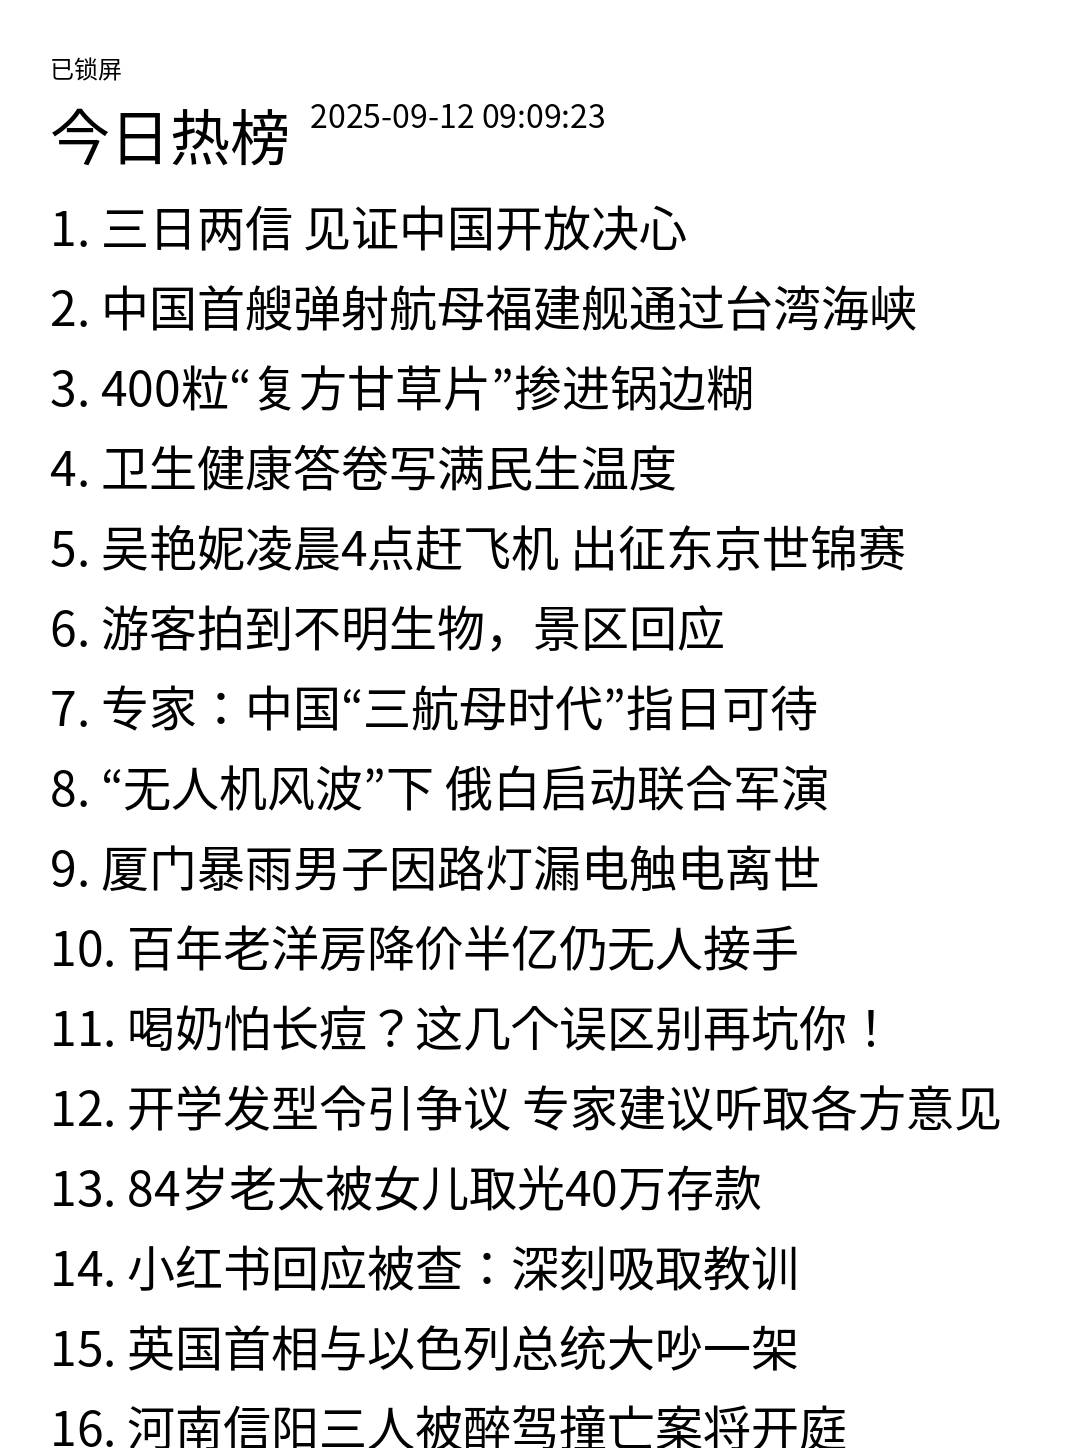 已锁屏
今日热榜 2025-09-12 09:09:23
1. 三日两信 见证中国开放决心
2. 中国首艘弹射航母福建舰通过台湾海峡
3. 400粒“复方甘草片”掺进锅边糊
4. 卫生健康答卷写满民生温度
5. 吴艳妮凌晨4点赶飞机 出征东京世锦赛
6. 游客拍到不明生物，景区回应
7. 专家：中国“三航母时代”指日可待
8. “无人机风波”下 俄白启动联合军演
9. 厦门暴雨男子因路灯漏电触电离世
10. 百年老洋房降价半亿仍无人接手
11. 喝奶怕长痘？这几个误区别再坑你！
12. 开学发型令引争议 专家建议听取各方意见
13. 84岁老太被女儿取光40万存款
14. 小红书回应被查：深刻吸取教训
15. 英国首相与以色列总统大吵一架
16. 河南信阳三人被醉驾撞亡案将开庭